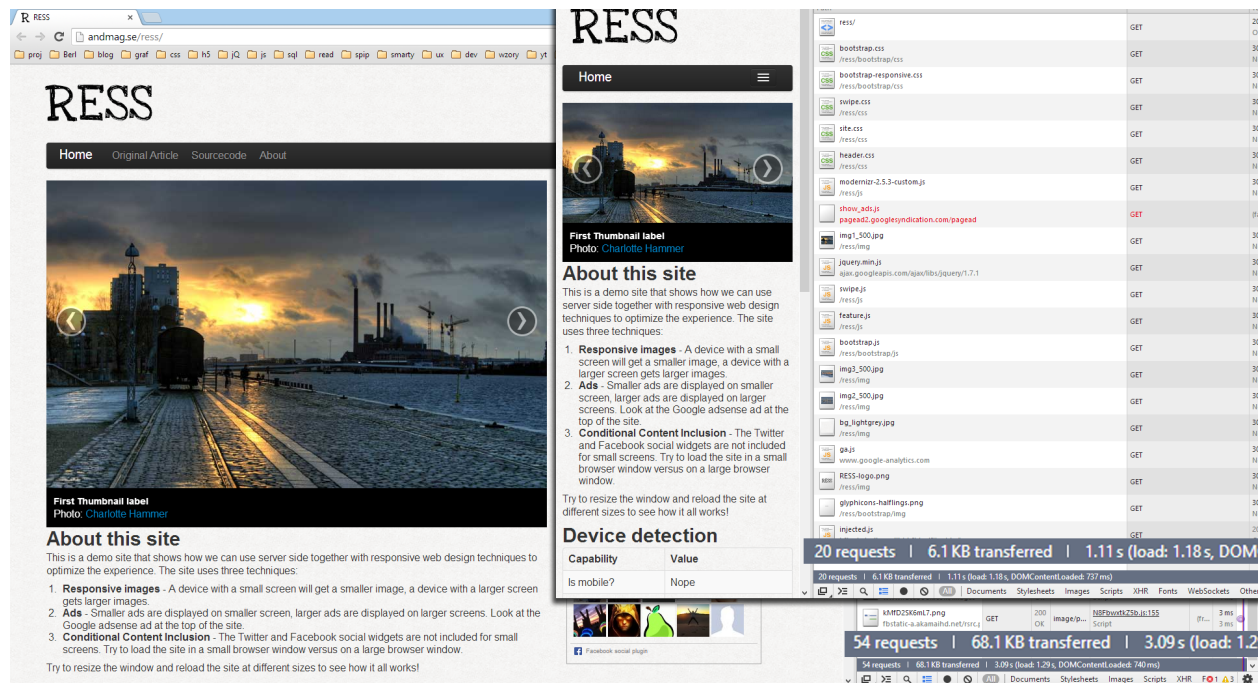 RESS
andmag.se/ress/
proj Berl blog graf css h5 jQ js sql read spip smarty ux dev wzory yt
RESS
Home Original Article Sourcecode About
First Thumbnail label
Photo: Charlotte Hammer
About this site
This is a demo site that shows how we can use server side together with responsive web design techniques to
optimize the experience. The site uses three techniques:
1. Responsive images - A device with a small screen will get a smaller image, a device with a larger screen
gets larger images.
2. Ads - Smaller ads are displayed on smaller screen, larger ads are displayed on larger screens. Look at the
Google adsense ad at the top of the site.
3. Conditional Content Inclusion - The Twitter and Facebook social widgets are not included for small
screens. Try to load the site in a small browser window versus on a large browser window.
Try to resize the window and reload the site at different sizes to see how it all works!
RESS
Home
First Thumbnail label
Photo: Charlotte Hammer
About this site
This is a demo site that shows how we can use
server side together with responsive web design
techniques to optimize the experience. The site
uses three techniques:
1. Responsive images - A device with a small
screen will get a smaller image, a device with a
larger screen gets larger images.
2. Ads - Smaller ads are displayed on smaller
screen, larger ads are displayed on larger
screens. Look at the Google adsense ad at the
top of the site.
3. Conditional Content Inclusion - The Twitter
and Facebook social widgets are not included
for small screens. Try to load the site in a small
browser window versus on a large browser
window.
Try to resize the window and reload the site at
different sizes to see how it all works!
Device detection
Capability Value
Is mobile? Nope
Facebook social plugin
ress/ GET
bootstrap.css GET
/ress/bootstrap/css
bootstrap-responsive.css GET
/ress/bootstrap/css
swipe.css GET
/ress/css
site.css GET
/ress/css
header.css GET
/ress/css
modernizr-2.5.3-custom.js GET
/ress/js
show_ads.js GET
pagead2.googlesyndication.com/pagead
img1_500.jpg GET
/ress/img
jquery.min.js GET
ajax.googleapis.com/ajax/libs/jquery/1.7.1
swipe.js GET
/ress/js
feature.js GET
/ress/js
bootstrap.js GET
/ress/bootstrap/js
img3_500.jpg GET
/ress/img
img2_500.jpg GET
/ress/img
bg_lightgrey.jpg GET
/ress/img
ga.js GET
www.google-analytics.com
RESS-logo.png GET
/ress/img
glyphicons-halflings.png GET
/ress/bootstrap/img
injected.js GET
20 requests | 6.1 KB transferred | 1.11 s (load: 1.18 s, DOM
20 requests | 6.1 KB transferred | 1.11 s (load: 1.18 s, DOMContentLoaded: 737 ms)
All Documents Stylesheets Images Scripts XHR Fonts WebSockets Other
kMfD2SK6mL7.png GET 200 image/p... 3 ms
fbstatic-a.akamaihd.net/rsrc.p OK Script 3 ms
54 requests | 68.1 KB transferred | 3.09 s (load: 1.2
54 requests | 68.1 KB transferred | 3.09 s (load: 1.29 s, DOMContentLoaded: 740 ms)
All Documents Stylesheets Images Scripts XHR